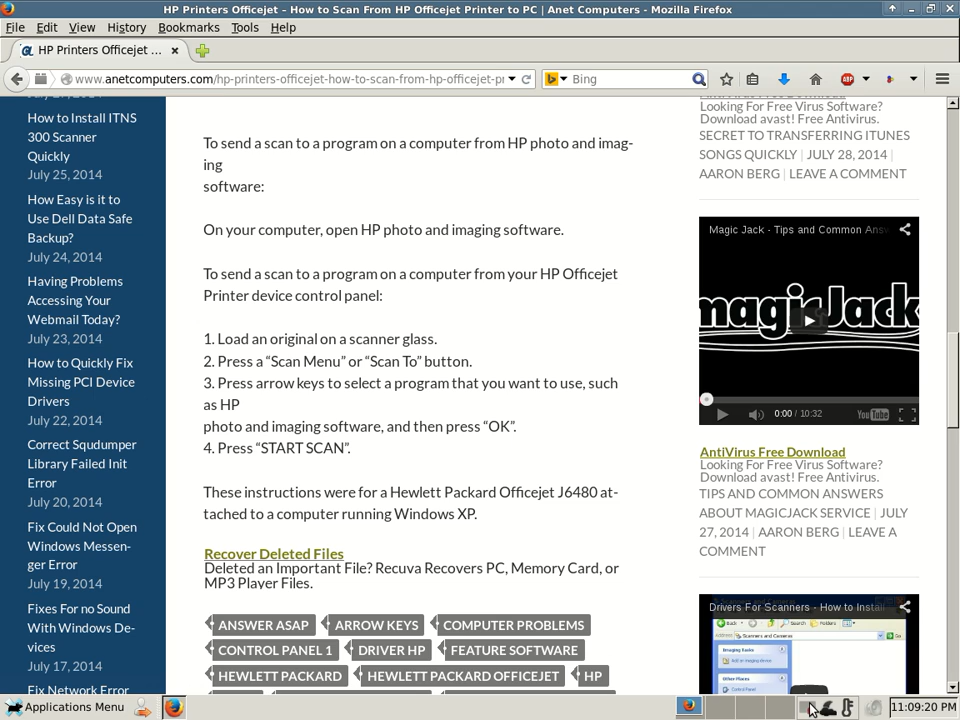 HP Printers Officejet – How to Scan From HP Officejet Printer to PC | Anet Computers - Mozilla Firefox
File Edit View History Bookmarks Tools Help
HP Printers Officejet ...
www.anetcomputers.com/hp-printers-officejet-how-to-scan-from-hp-officejet-pr
Bing
How to Install ITNS
300 Scanner
Quickly
July 25, 2014
How Easy is it to
Use Dell Data Safe
Backup?
July 24, 2014
Having Problems
Accessing Your
Webmail Today?
July 23, 2014
How to Quickly Fix
Missing PCI Device
Drivers
July 22, 2014
Correct Squdumper
Library Failed Init
Error
July 20, 2014
Fix Could Not Open
Windows Messen-
ger Error
July 19, 2014
Fixes For no Sound
With Windows De-
vices
July 17, 2014
Fix Network Error
To send a scan to a program on a computer from HP photo and imag-
ing
software:
On your computer, open HP photo and imaging software.
To send a scan to a program on a computer from your HP Officejet
Printer device control panel:
1. Load an original on a scanner glass.
2. Press a “Scan Menu” or “Scan To” button.
3. Press arrow keys to select a program that you want to use, such
as HP
photo and imaging software, and then press “OK”.
4. Press “START SCAN”.
These instructions were for a Hewlett Packard Officejet J6480 at-
tached to a computer running Windows XP.
Recover Deleted Files
Deleted an Important File? Recuva Recovers PC, Memory Card, or
MP3 Player Files.
ANSWER ASAP ARROW KEYS COMPUTER PROBLEMS
CONTROL PANEL 1 DRIVER HP FEATURE SOFTWARE
HEWLETT PACKARD HEWLETT PACKARD OFFICEJET HP
Looking For Free Virus Software?
Download avast! Free Antivirus.
SECRET TO TRANSFERRING ITUNES
SONGS QUICKLY | JULY 28, 2014 |
AARON BERG | LEAVE A COMMENT
Magic Jack - Tips and Common Ans
magicJack
0:00 / 10:32 YouTube
AntiVirus Free Download
Looking For Free Virus Software?
Download avast! Free Antivirus.
TIPS AND COMMON ANSWERS
ABOUT MAGICJACK SERVICE | JULY
27, 2014 | AARON BERG | LEAVE A
COMMENT
Drivers For Scanners - How to Install
Applications Menu
11:09:20 PM